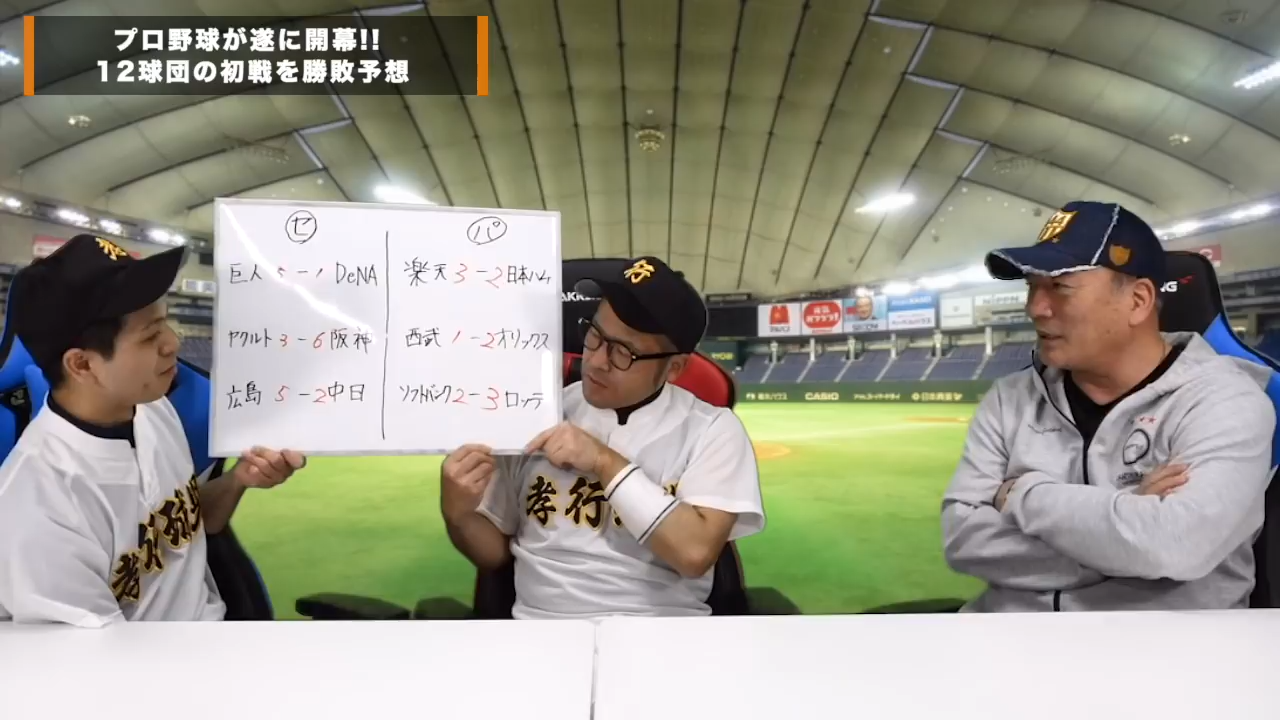 プロ野球が遂に開幕!!
12球団の初戦を勝敗予想
セ
パ
巨人 5-1 DeNA
楽天 3-2 日本ハム
ヤクルト 3-6 阪神
西武 1-2 オリックス
広島 5-2 中日
ソフトバンク 2-3 ロッテ
孝行
CASIO